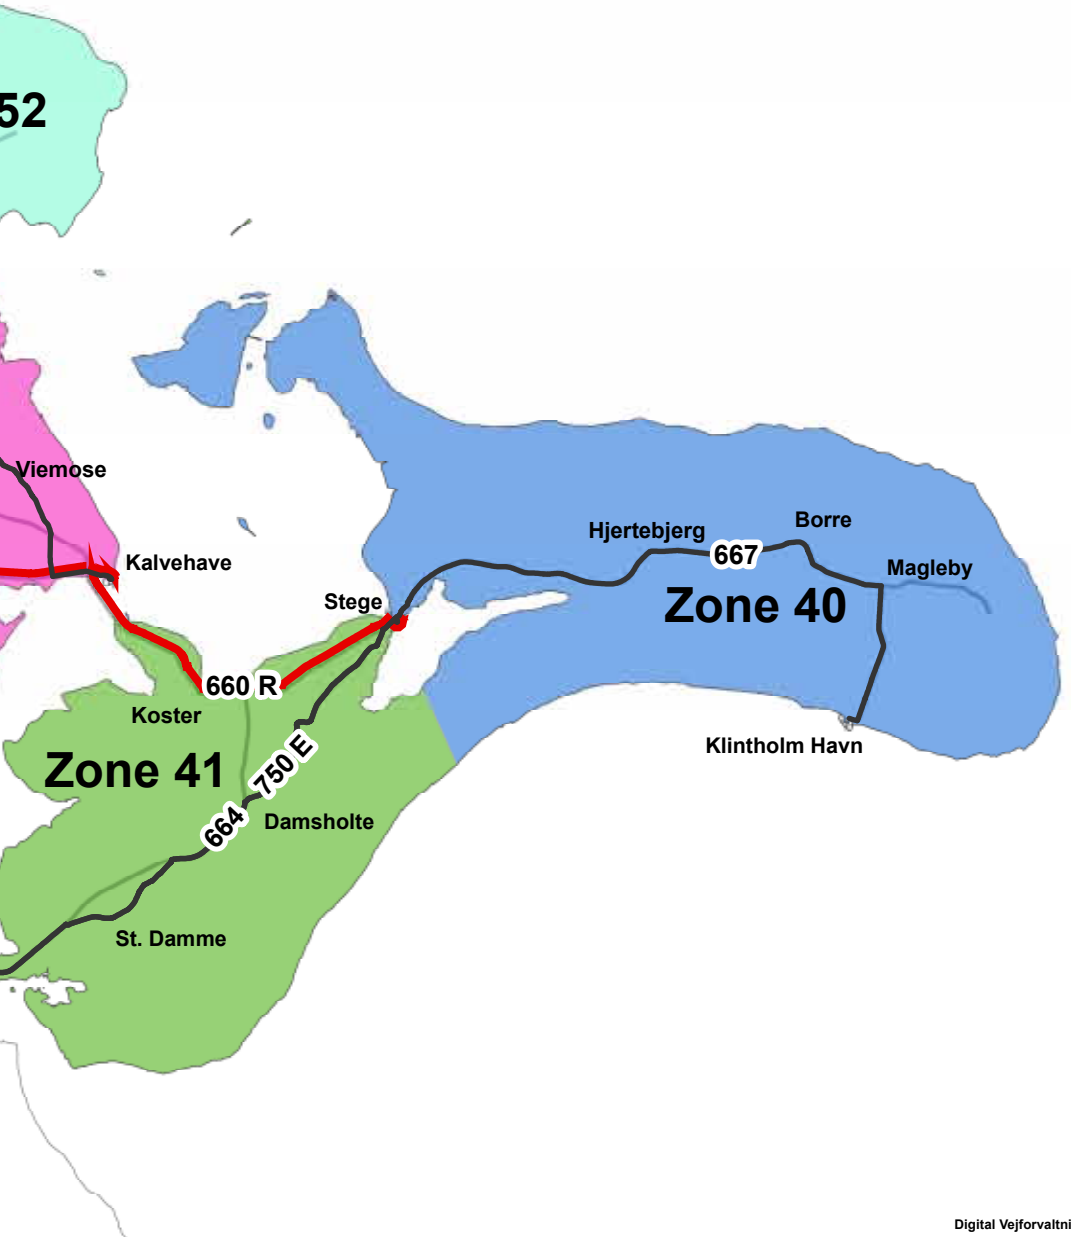 52
Viemose
Kalvehave
Hjertebjerg
Borre
667
Magleby
Stege
Zone 40
660 R
Koster
Klintholm Havn
Zone 41
750 E
664
Damsholte
St. Damme
Digital Vejforvaltni